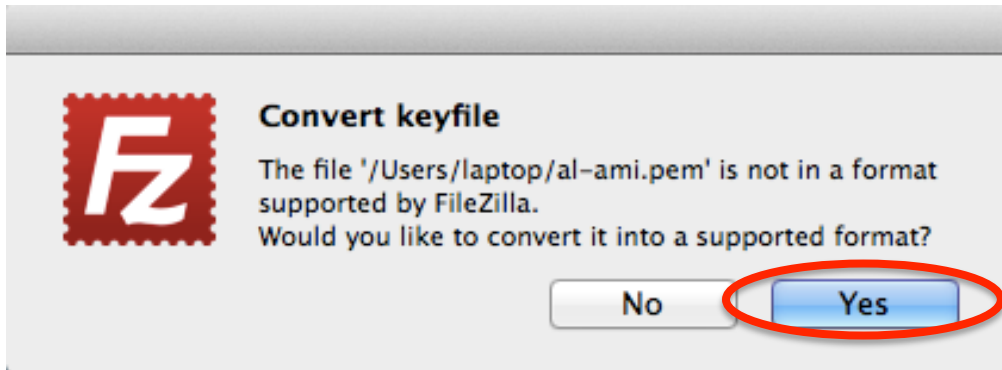 Fz
Convert keyfile
The file '/Users/laptop/al-ami.pem' is not in a format
supported by FileZilla.
Would you like to convert it into a supported format?
No
Yes